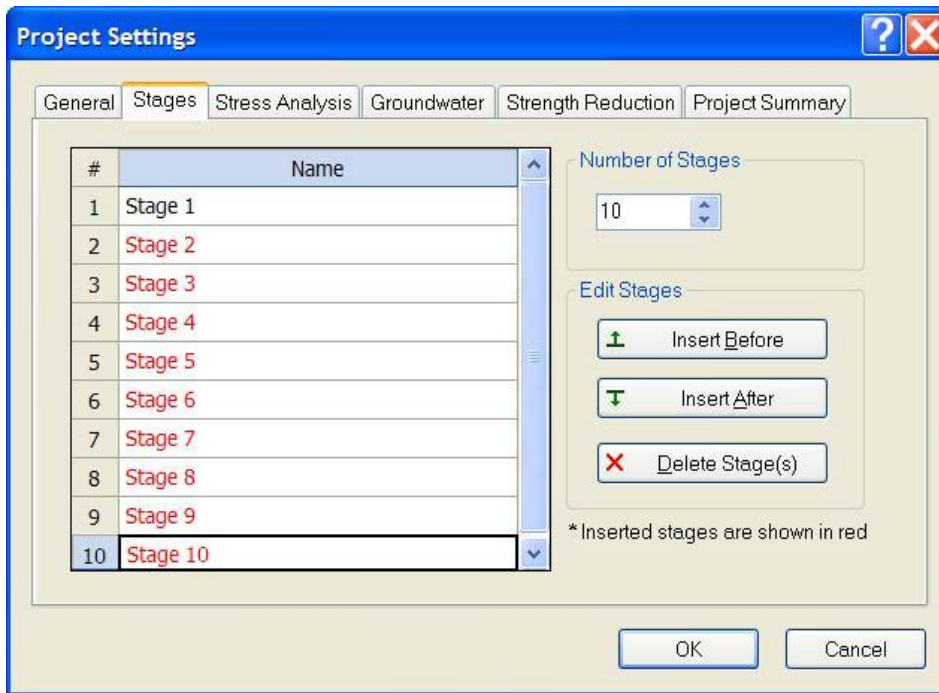 Project Settings
General Stages Stress Analysis Groundwater Strength Reduction Project Summary
# Name
1 Stage 1
2 Stage 2
3 Stage 3
4 Stage 4
5 Stage 5
6 Stage 6
7 Stage 7
8 Stage 8
9 Stage 9
10 Stage 10
Number of Stages
10
Edit Stages
Insert Before
Insert After
Delete Stage(s)
* Inserted stages are shown in red
OK Cancel